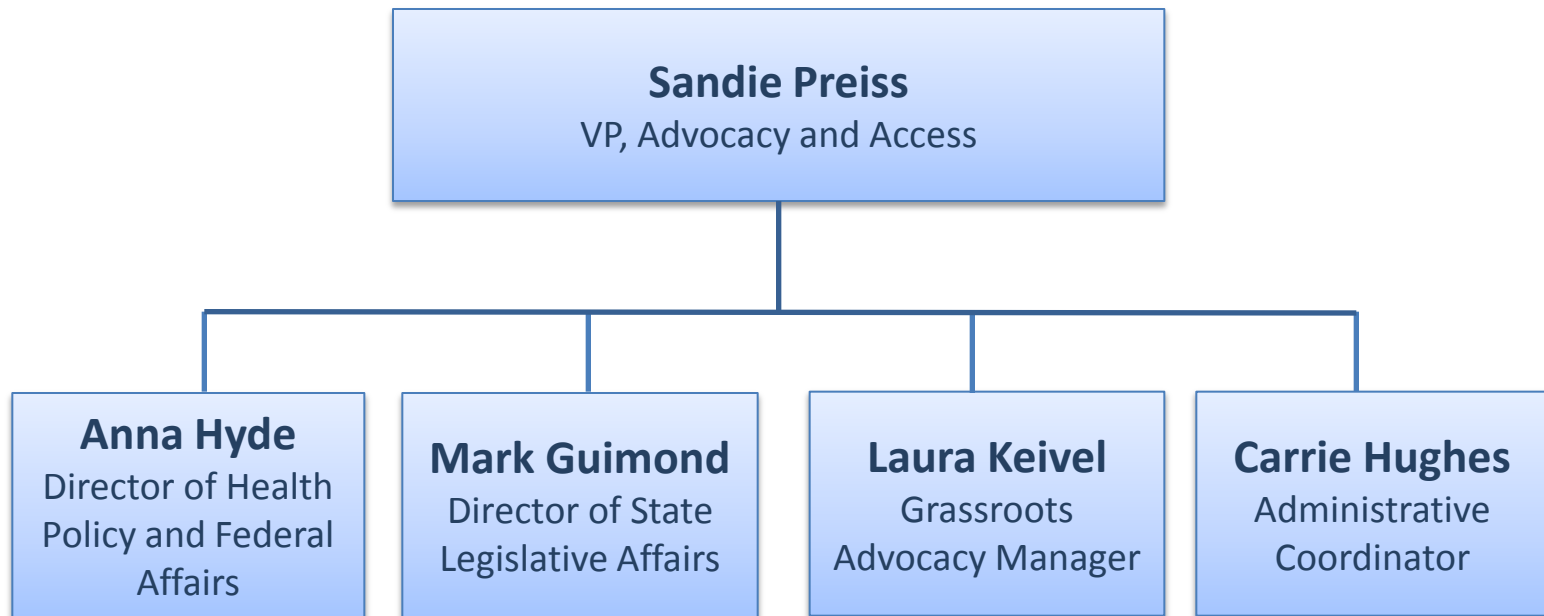 Sandie Preiss
VP, Advocacy and Access
Anna Hyde
Director of Health
Policy and Federal
Affairs
Mark Guimond
Director of State
Legislative Affairs
Laura Keivel
Grassroots
Advocacy Manager
Carrie Hughes
Administrative
Coordinator